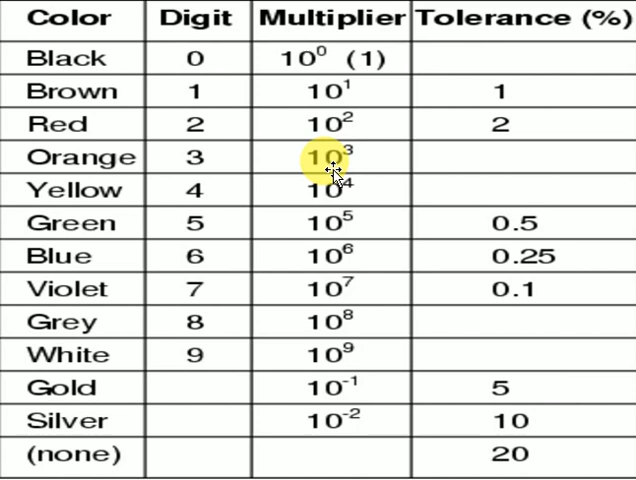 Color Digit Multiplier Tolerance (%)
Black 0 10⁰ (1)
Brown 1 10¹ 1
Red 2 10² 2
Orange 3 10³
Yellow 4 10⁴
Green 5 10⁵ 0.5
Blue 6 10⁶ 0.25
Violet 7 10⁷ 0.1
Grey 8 10⁸
White 9 10⁹
Gold 10⁻¹ 5
Silver 10⁻² 10
(none) 20